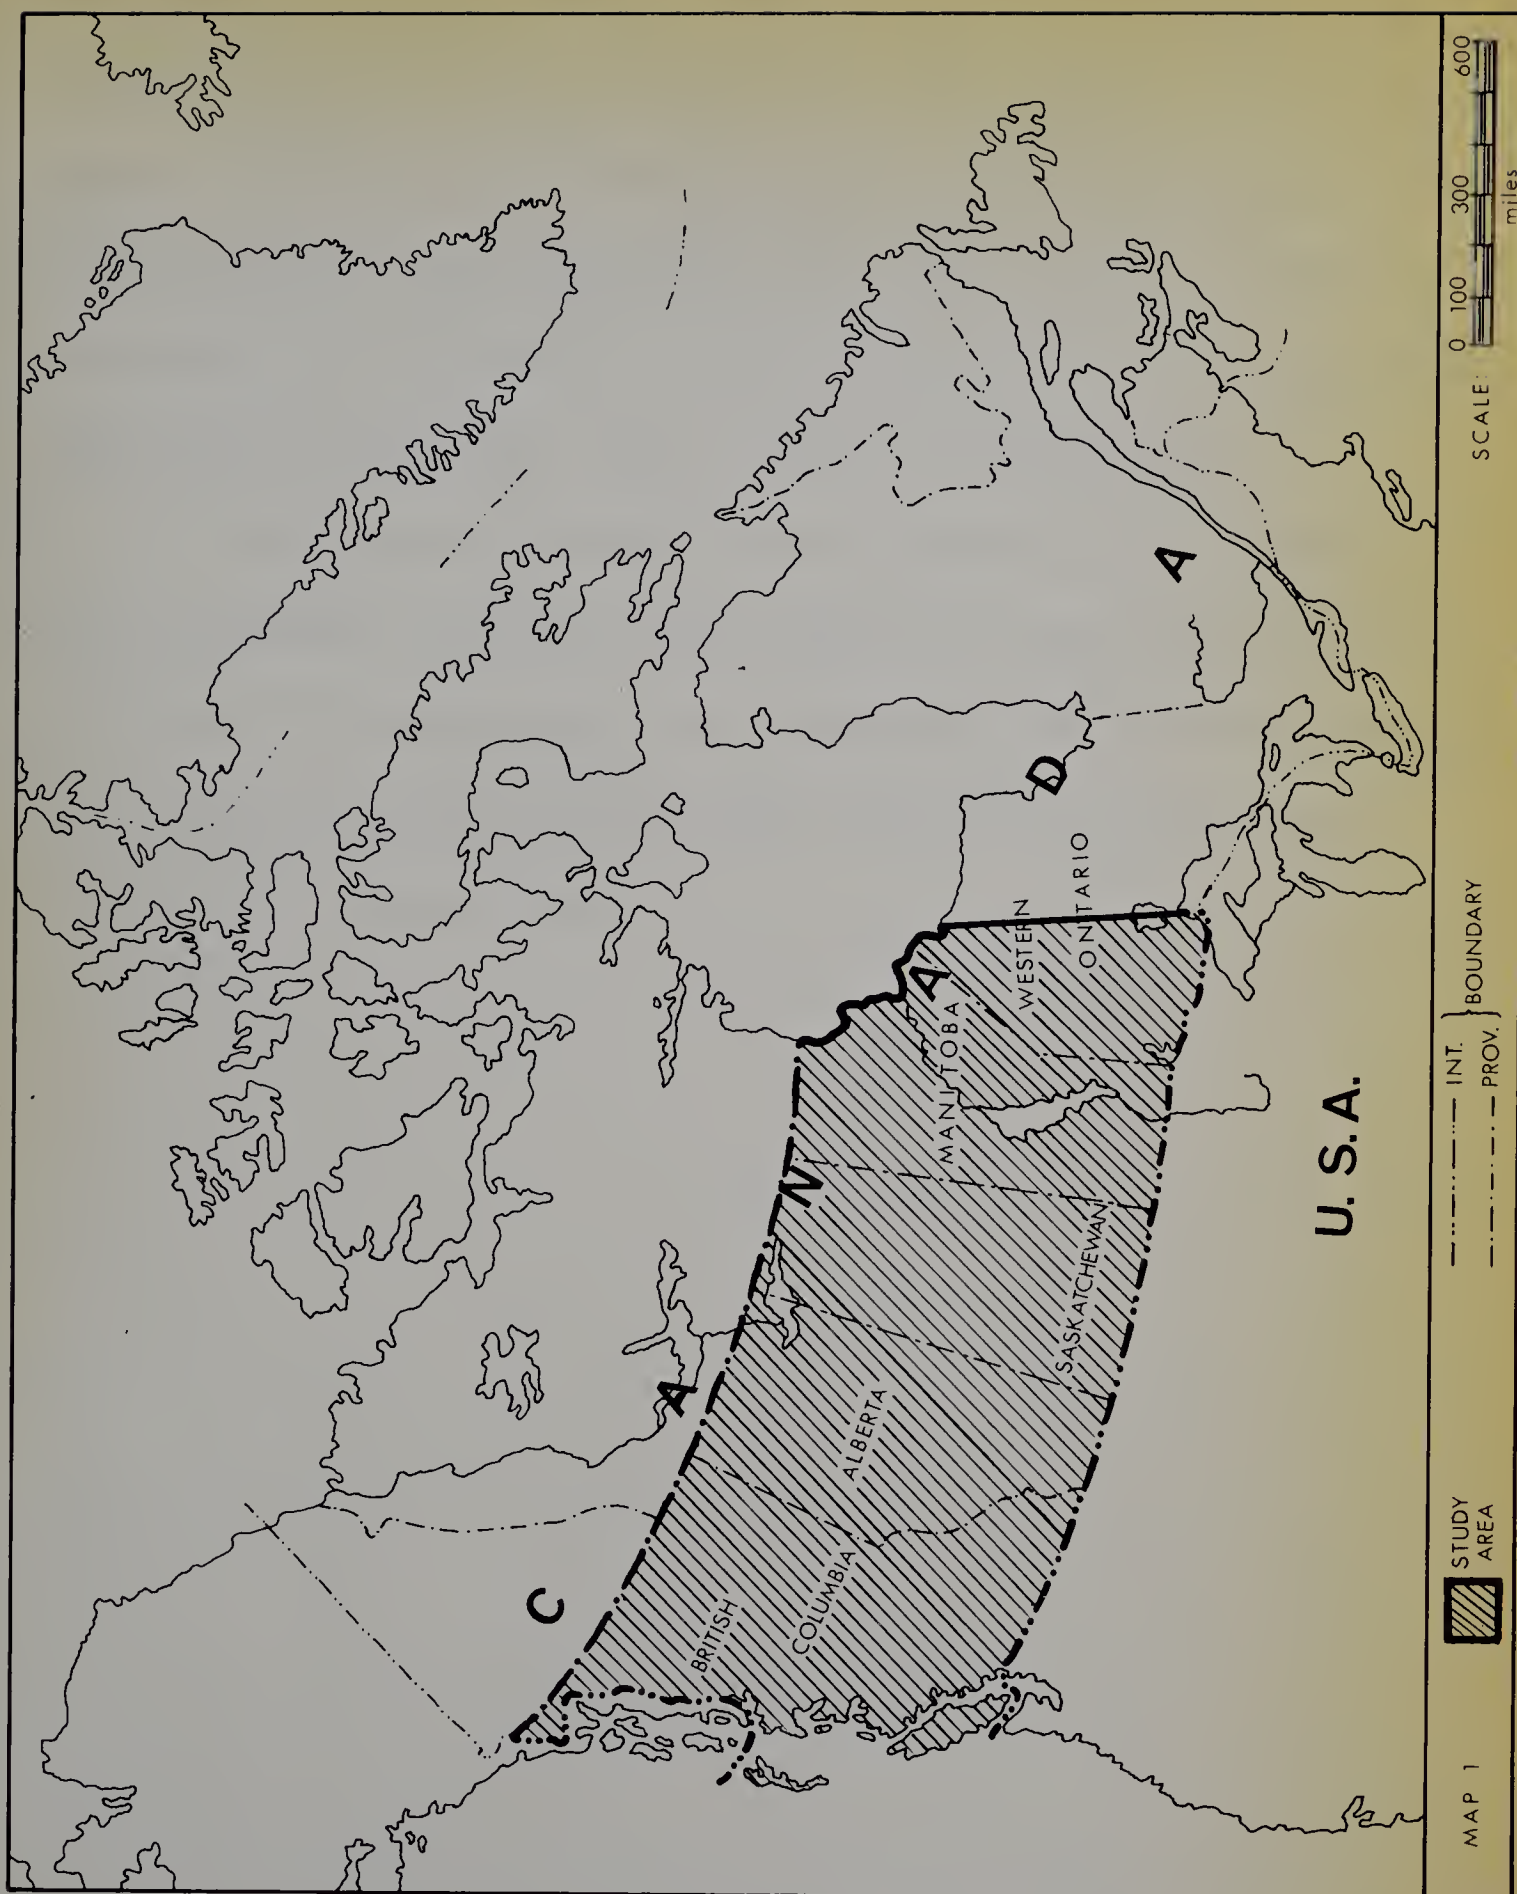 C A N A D A
BRITISH
COLUMBIA
ALBERTA
SASKATCHEWAN
MANITOBA
WESTERN
ONTARIO
U. S. A.
MAP 1
STUDY
AREA
INT.
PROV.
BOUNDARY
SCALE:
0 100 300 600
miles